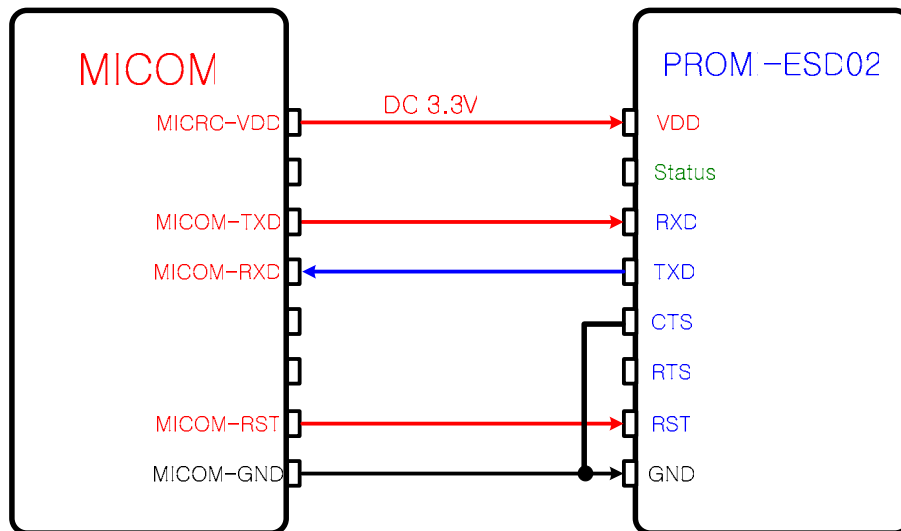 MICOM
PROMI-ESD02
DC 3.3V
MICRC-VDD
VDD
Status
MICOM-TXD
RXD
MICOM-RXD
TXD
CTS
RTS
MICOM-RST
RST
MICOM-GND
GND